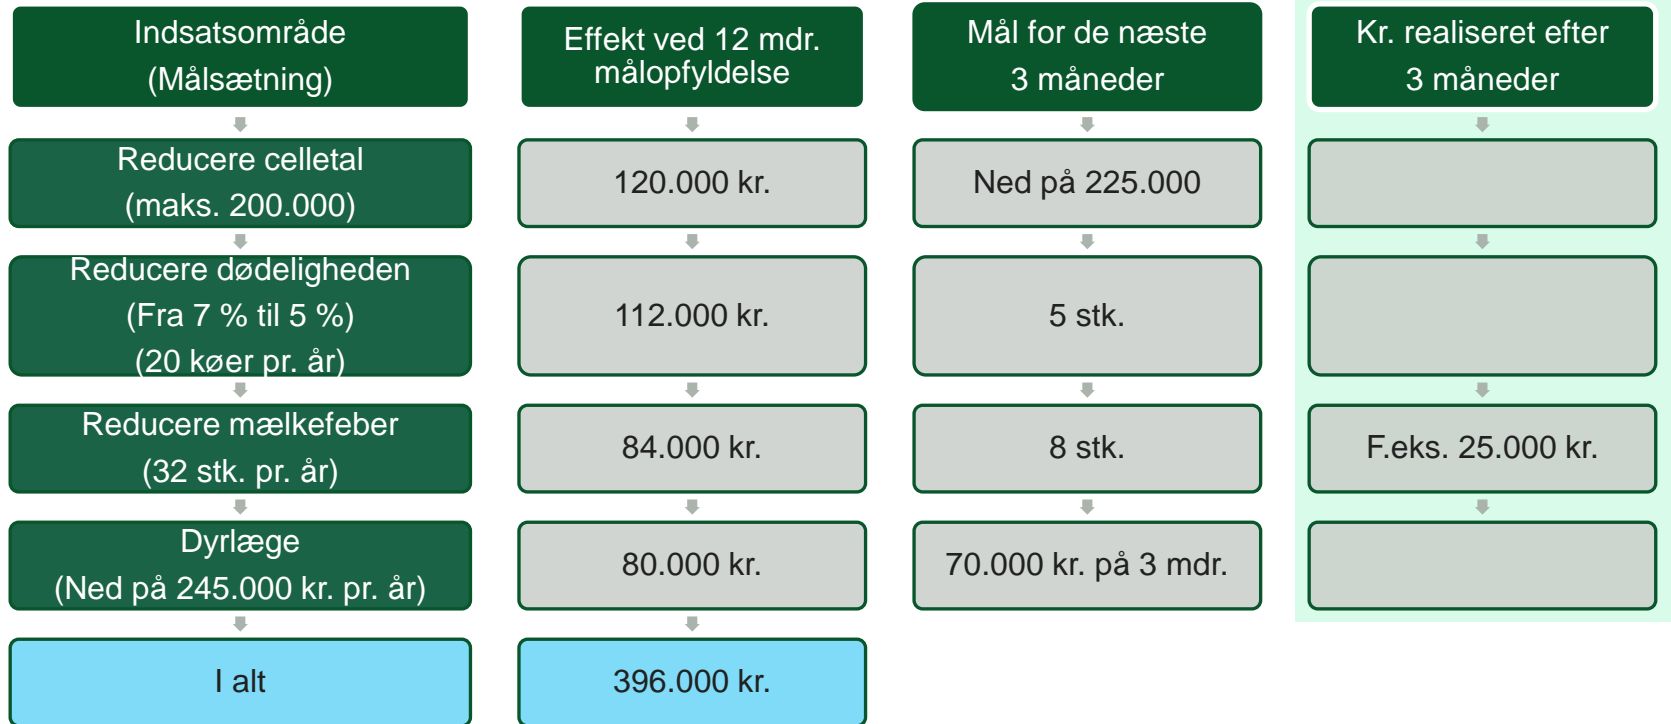 Indsatsområde
(Målsætning)
Effekt ved 12 mdr.
målopfyldelse
Mål for de næste
3 måneder
Kr. realiseret efter
3 måneder
Reducere celletal
(maks. 200.000)
120.000 kr.
Ned på 225.000
Reducere dødeligheden
(Fra 7 % til 5 %)
(20 køer pr. år)
112.000 kr.
5 stk.
Reducere mælkefeber
(32 stk. pr. år)
84.000 kr.
8 stk.
F.eks. 25.000 kr.
Dyrlæge
(Ned på 245.000 kr. pr. år)
80.000 kr.
70.000 kr. på 3 mdr.
I alt
396.000 kr.